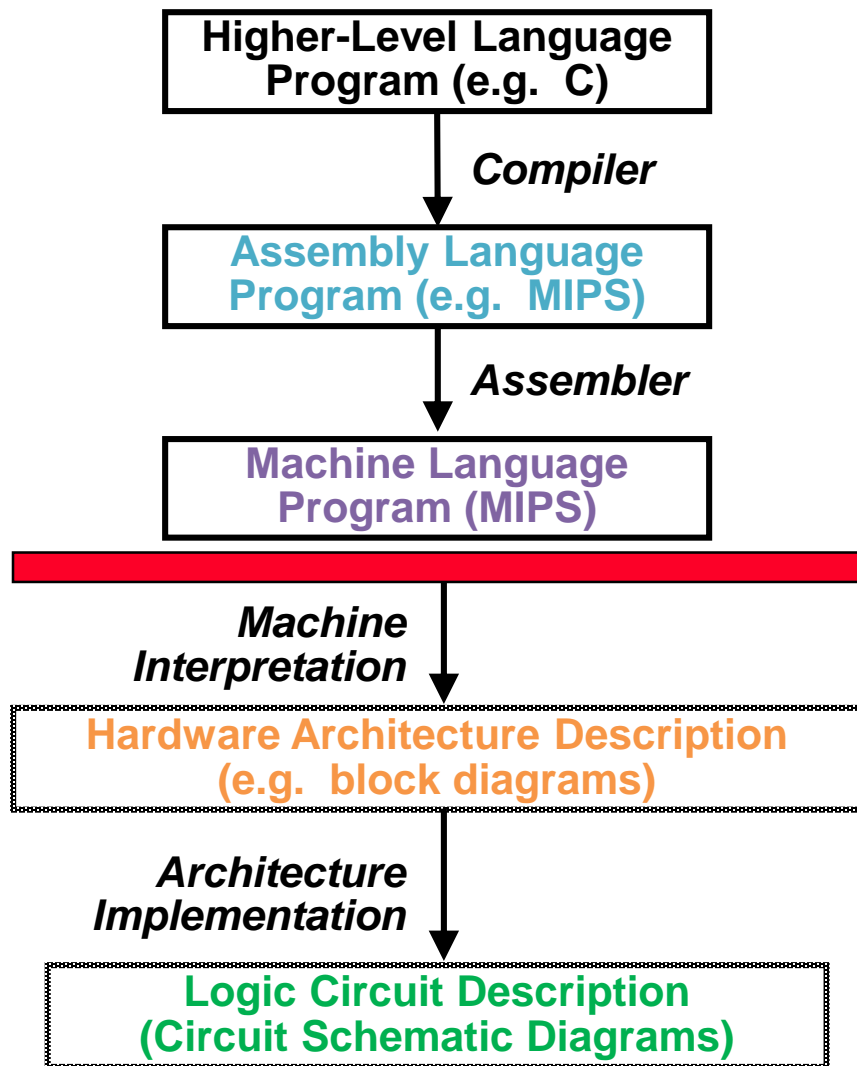 Higher-Level Language
Program (e.g. C)
Compiler
Assembly Language
Program (e.g. MIPS)
Assembler
Machine Language
Program (MIPS)
Machine
Interpretation
Hardware Architecture Description
(e.g. block diagrams)
Architecture
Implementation
Logic Circuit Description
(Circuit Schematic Diagrams)